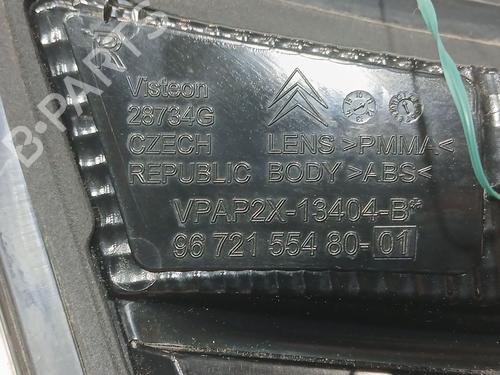 B-PARTS
Visteon
28734G
CZECH LENS >PMMA<
REPUBLIC BODY >ABS<
VPAP2X-13404-B*
96 721 554 80-01